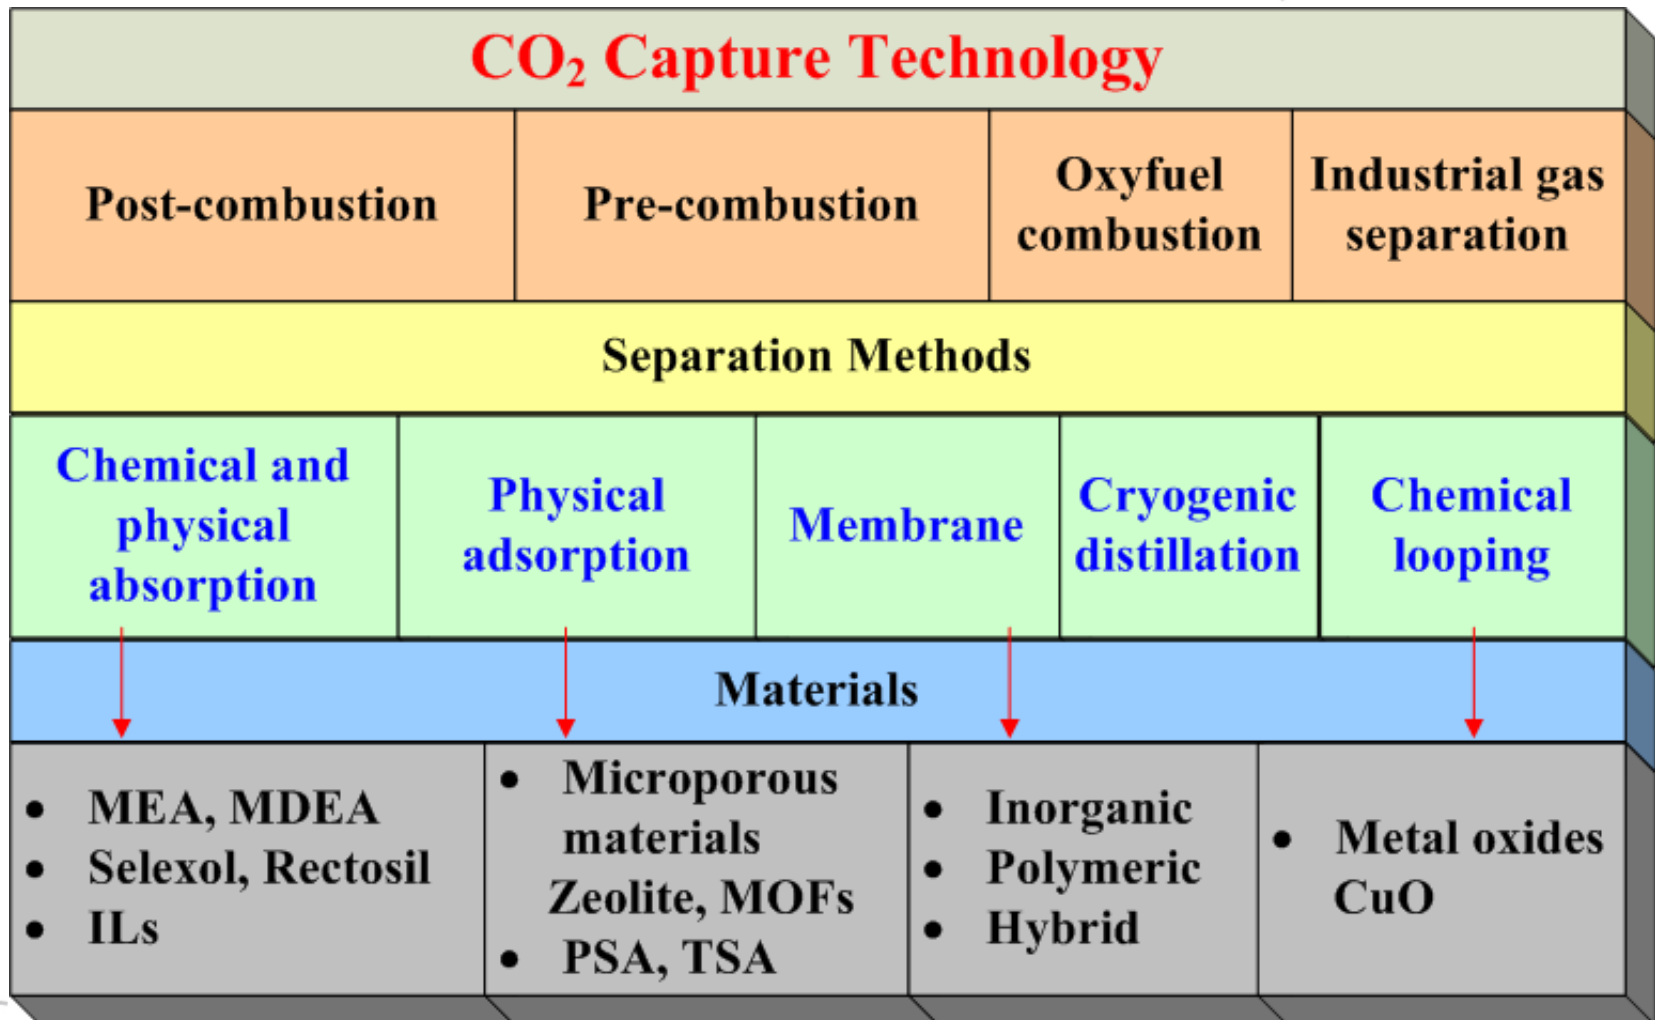 CO₂ Capture Technology
Post-combustion
Pre-combustion
Oxyfuel
combustion
Industrial gas
separation
Separation Methods
Chemical and
physical
absorption
Physical
adsorption
Membrane
Cryogenic
distillation
Chemical
looping
Materials
• MEA, MDEA
• Selexol, Rectosil
• ILs
• Microporous
materials
Zeolite, MOFs
• PSA, TSA
• Inorganic
• Polymeric
• Hybrid
• Metal oxides
CuO